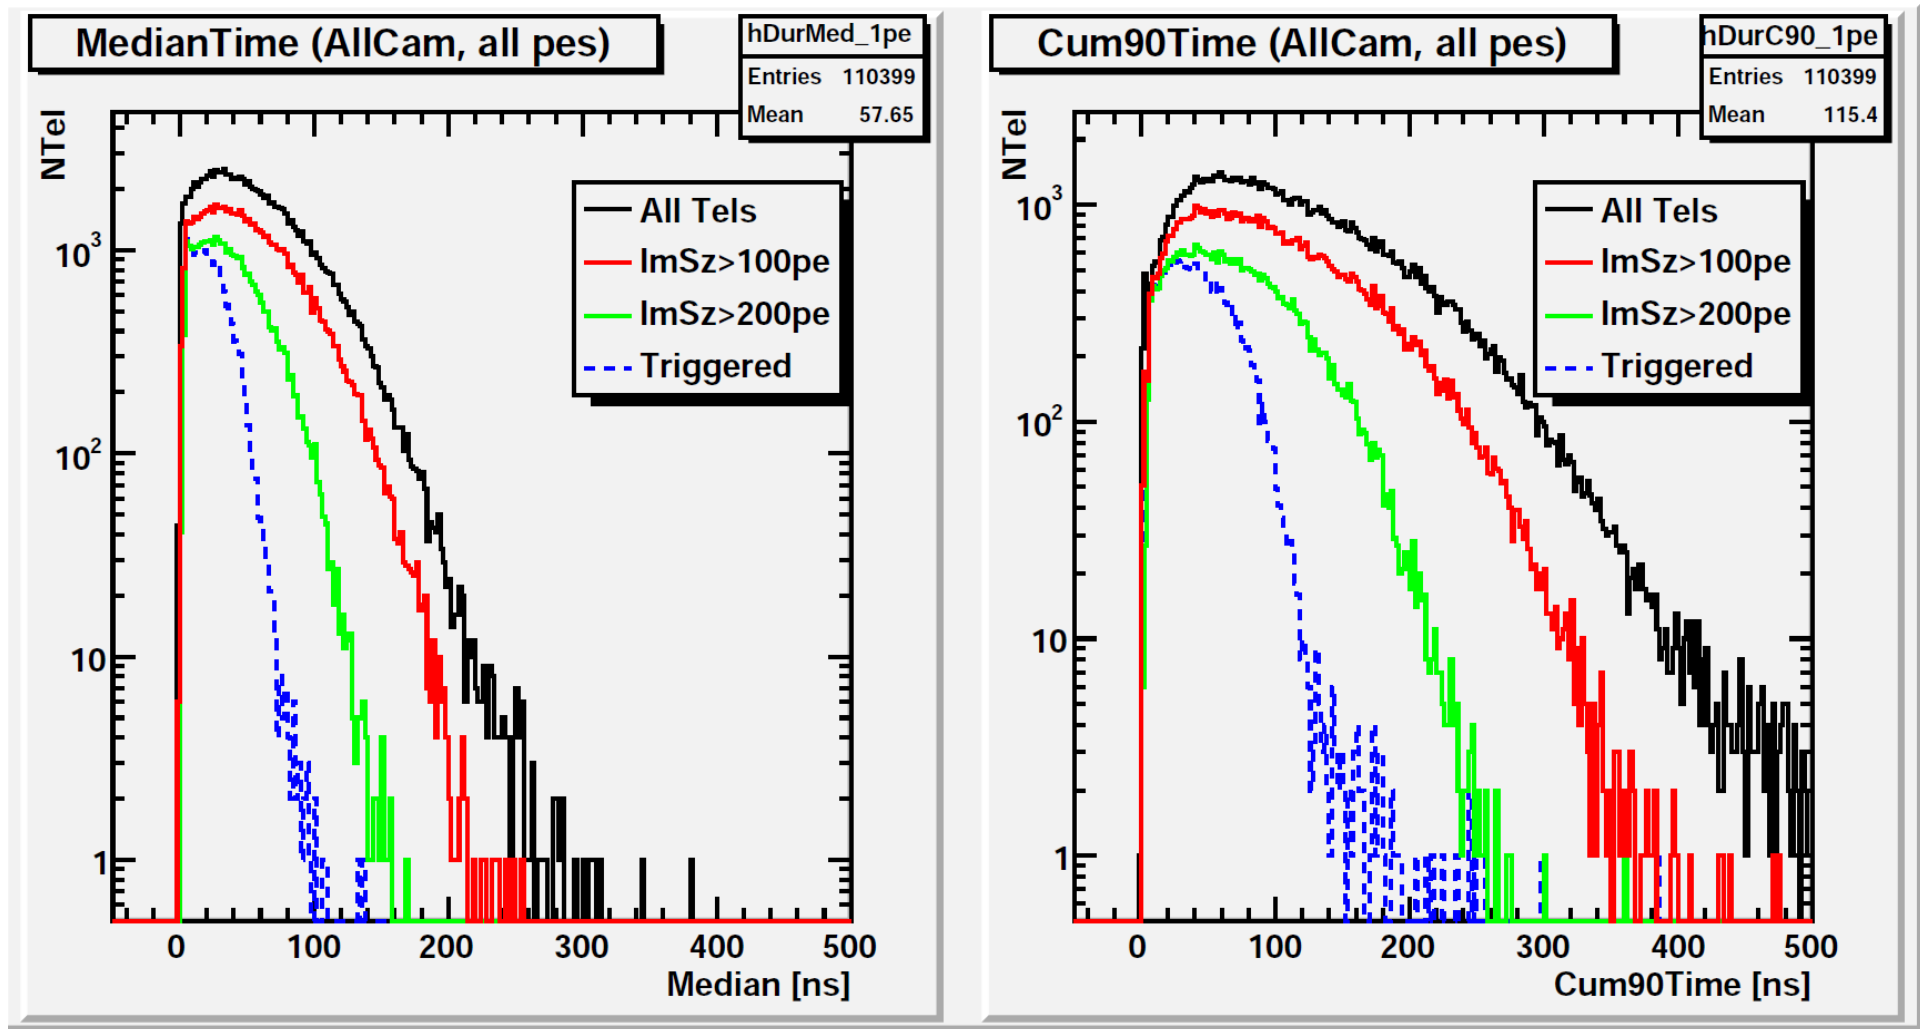 MedianTime (AllCam, all pes)
hDurMed_1pe
Entries 110399
Mean 57.65
NTel
10³
10²
10
1
All Tels
ImSz>100pe
ImSz>200pe
Triggered
0 100 200 300 400 500
Median [ns]
Cum90Time (AllCam, all pes)
hDurC90_1pe
Entries 110399
Mean 115.4
NTel
10³
10²
10
1
All Tels
ImSz>100pe
ImSz>200pe
Triggered
0 100 200 300 400 500
Cum90Time [ns]